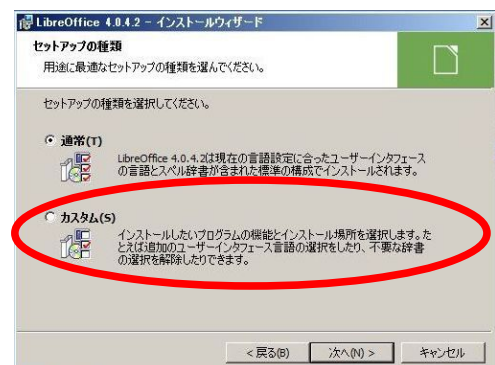 LibreOffice 4.0.4.2 - インストールウィザード
セットアップの種類
用途に最適なセットアップの種類を選んでください。
セットアップの種類を選択してください。
通常(T)
LibreOffice 4.0.4.2は現在の言語設定に合ったユーザーインタフェース
の言語とスペル辞書が含まれた標準の構成でインストールされます。
カスタム(S)
インストールしたいプログラムの機能とインストール場所を選択します。た
とえば追加のユーザーインタフェース言語の選択をしたり、不要な辞書
の選択を解除したりできます。
< 戻る(B)
次へ(N) >
キャンセル